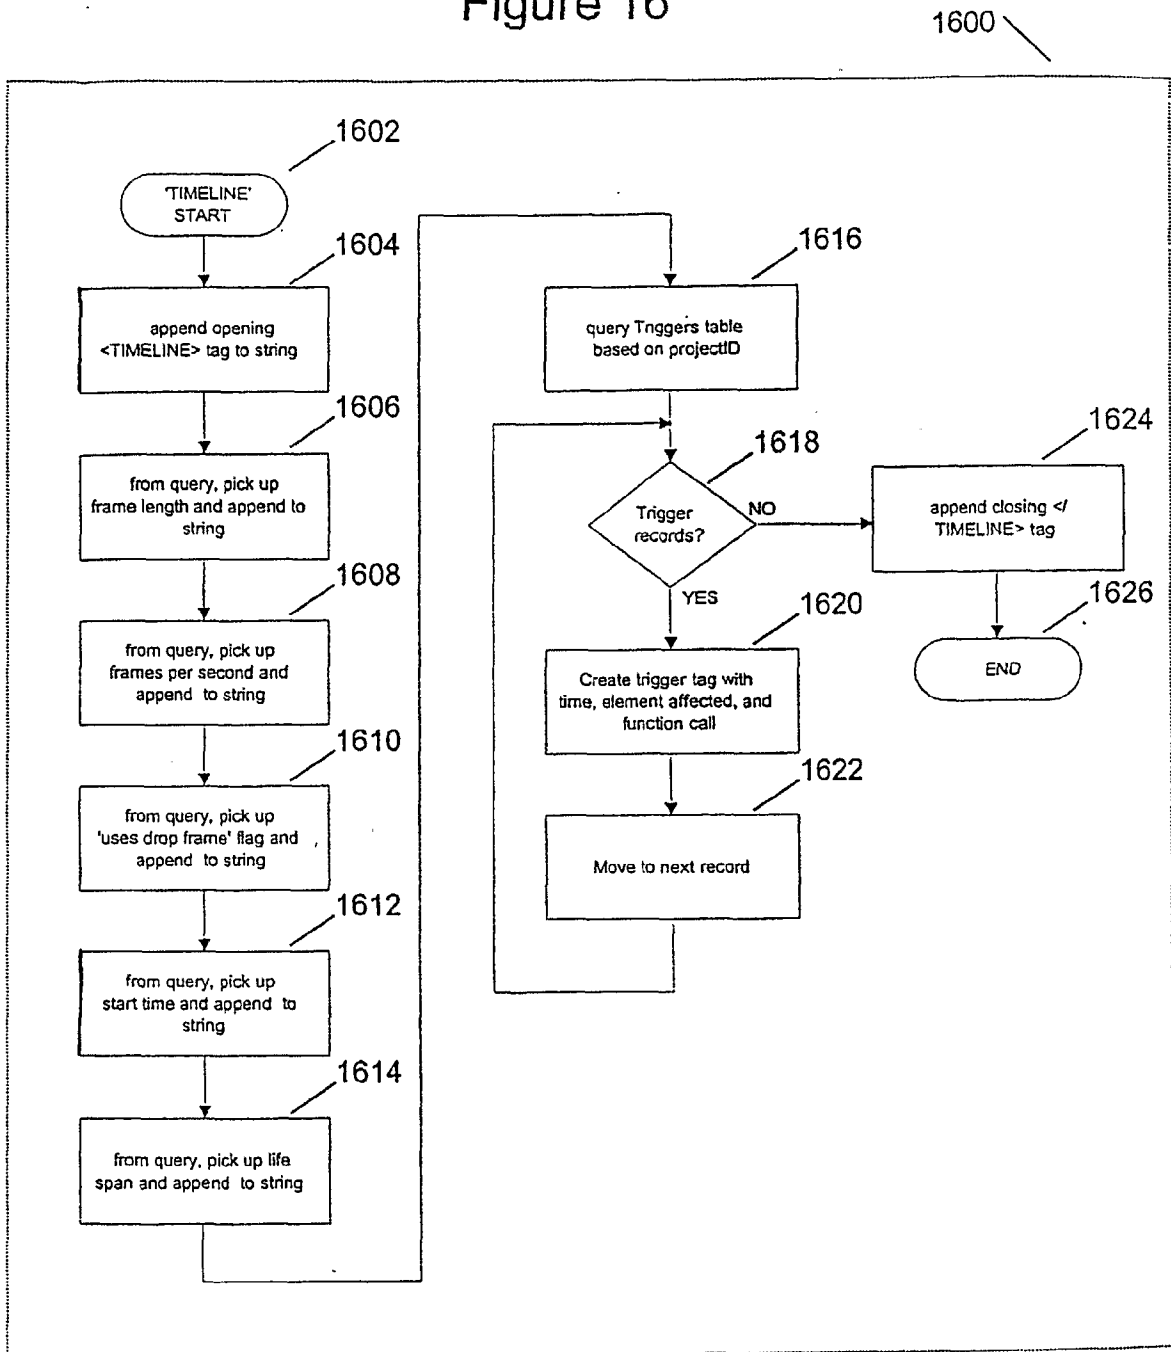 Figure 16
1600
1602
'TIMELINE'
START
1604
append opening
<TIMELINE> tag to string
1606
from query, pick up
frame length and append to
string
1608
from query, pick up
frames per second and
append to string
1610
from query, pick up
'uses drop frame' flag and
append to string
1612
from query, pick up
start time and append to
string
1614
from query, pick up life
span and append to string
1616
query Triggers table
based on projectID
1618
Trigger
records?
NO
YES
1620
Create trigger tag with
time, element affected, and
function call
1622
Move to next record
1624
append closing </
TIMELINE> tag
1626
END